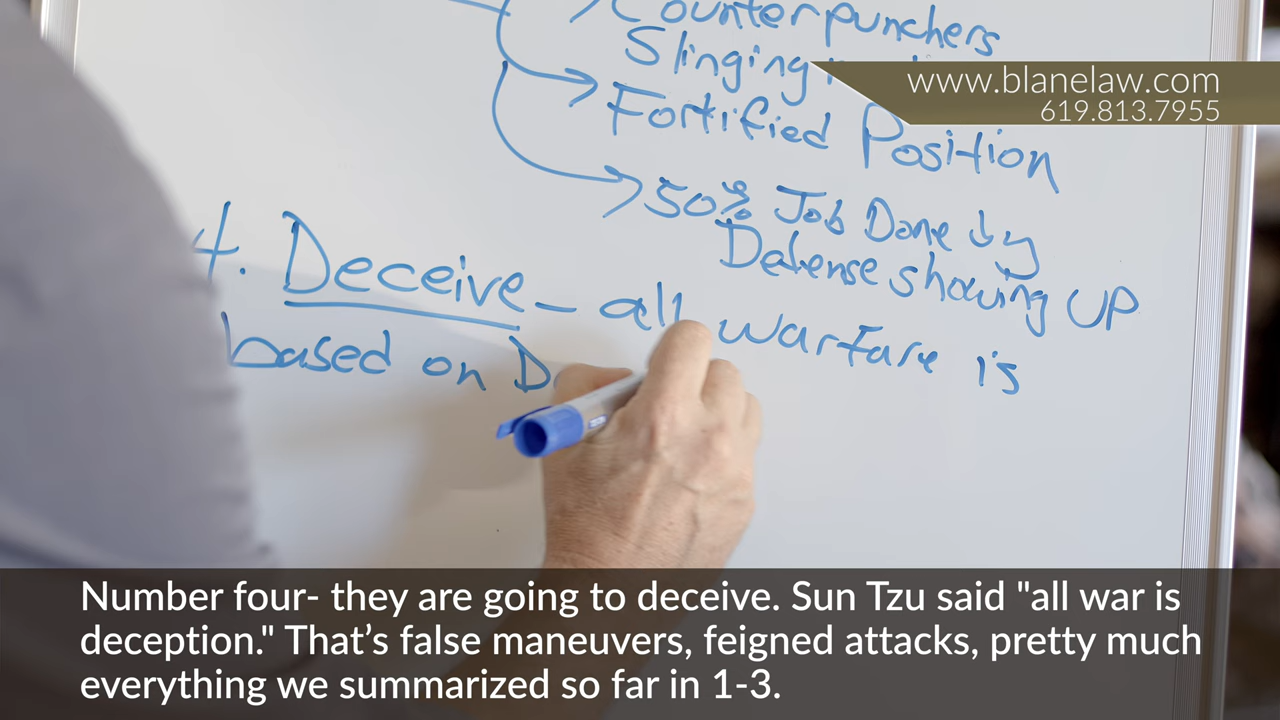 Counterpunchers
Slinging
www.blanelaw.com
619.813.7955
Fortified Position
50% Job Done by
Defense showing UP
4. Deceive - all warfare is
based on D
Number four- they are going to deceive. Sun Tzu said "all war is
deception." That’s false maneuvers, feigned attacks, pretty much
everything we summarized so far in 1-3.